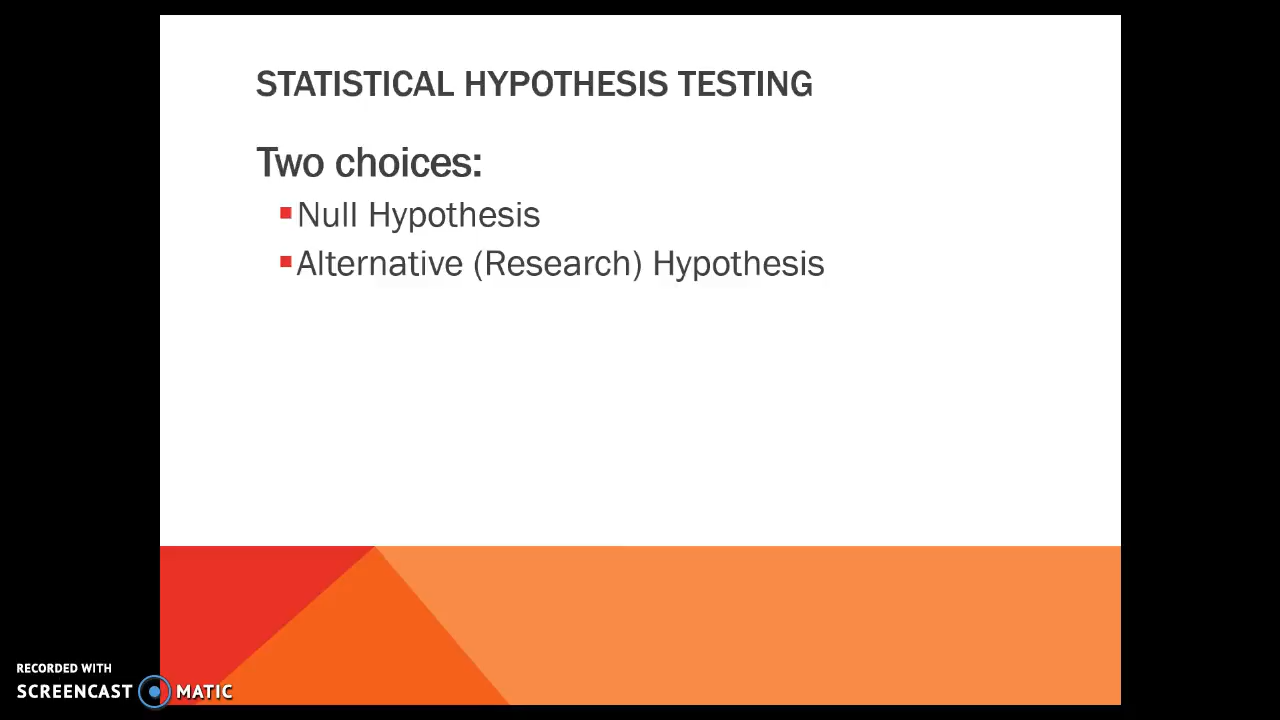 STATISTICAL HYPOTHESIS TESTING
Two choices:
▪Null Hypothesis
▪Alternative (Research) Hypothesis
RECORDED WITH
SCREENCAST MATIC